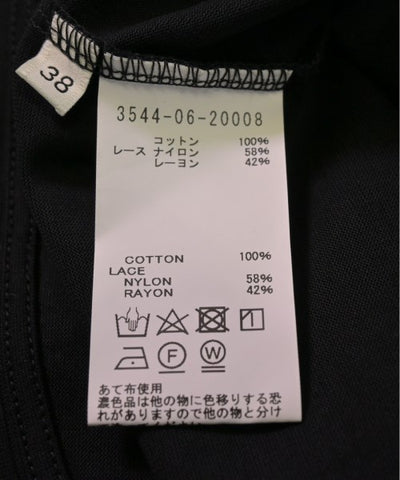 38
3544-06-20008
コットン 100%
レース ナイロン 58%
レーヨン 42%
COTTON 100%
LACE
NYLON 58%
RAYON 42%
F W
あて布使用
濃色品は他の物に色移りする恐
れがありますので他の物と分け